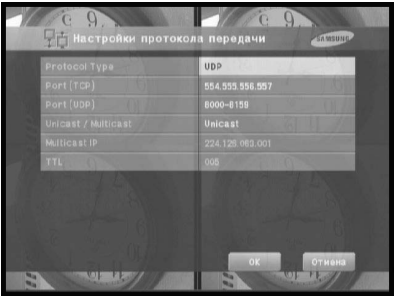 Настройки протокола передачи
SAMSUNG
Protocol Type UDP
Port (TCP) 554,555,556,557
Port (UDP) 8000~8159
Unicast / Multicast Unicast
Multicast IP 224.126.063.001
TTL 005
OK Отмена